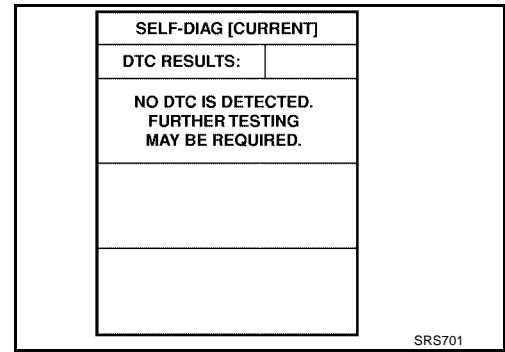 SELF-DIAG [CURRENT]
DTC RESULTS:
NO DTC IS DETECTED.
FURTHER TESTING
MAY BE REQUIRED.
SRS701